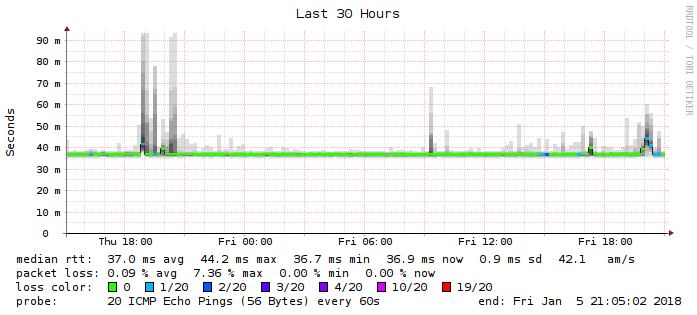 Last 30 Hours
RRDTOOL / TOBI OETIKER
Seconds
90 m
80 m
70 m
60 m
50 m
40 m
30 m
20 m
10 m
0
Thu 18:00 Fri 00:00 Fri 06:00 Fri 12:00 Fri 18:00
median rtt: 37.0 ms avg 44.2 ms max 36.7 ms min 36.9 ms now 0.9 ms sd 42.1 am/s
packet loss: 0.09 % avg 7.36 % max 0.00 % min 0.00 % now
loss color: 0 1/20 2/20 3/20 4/20 10/20 19/20
probe: 20 ICMP Echo Pings (56 Bytes) every 60s end: Fri Jan 5 21:05:02 2018